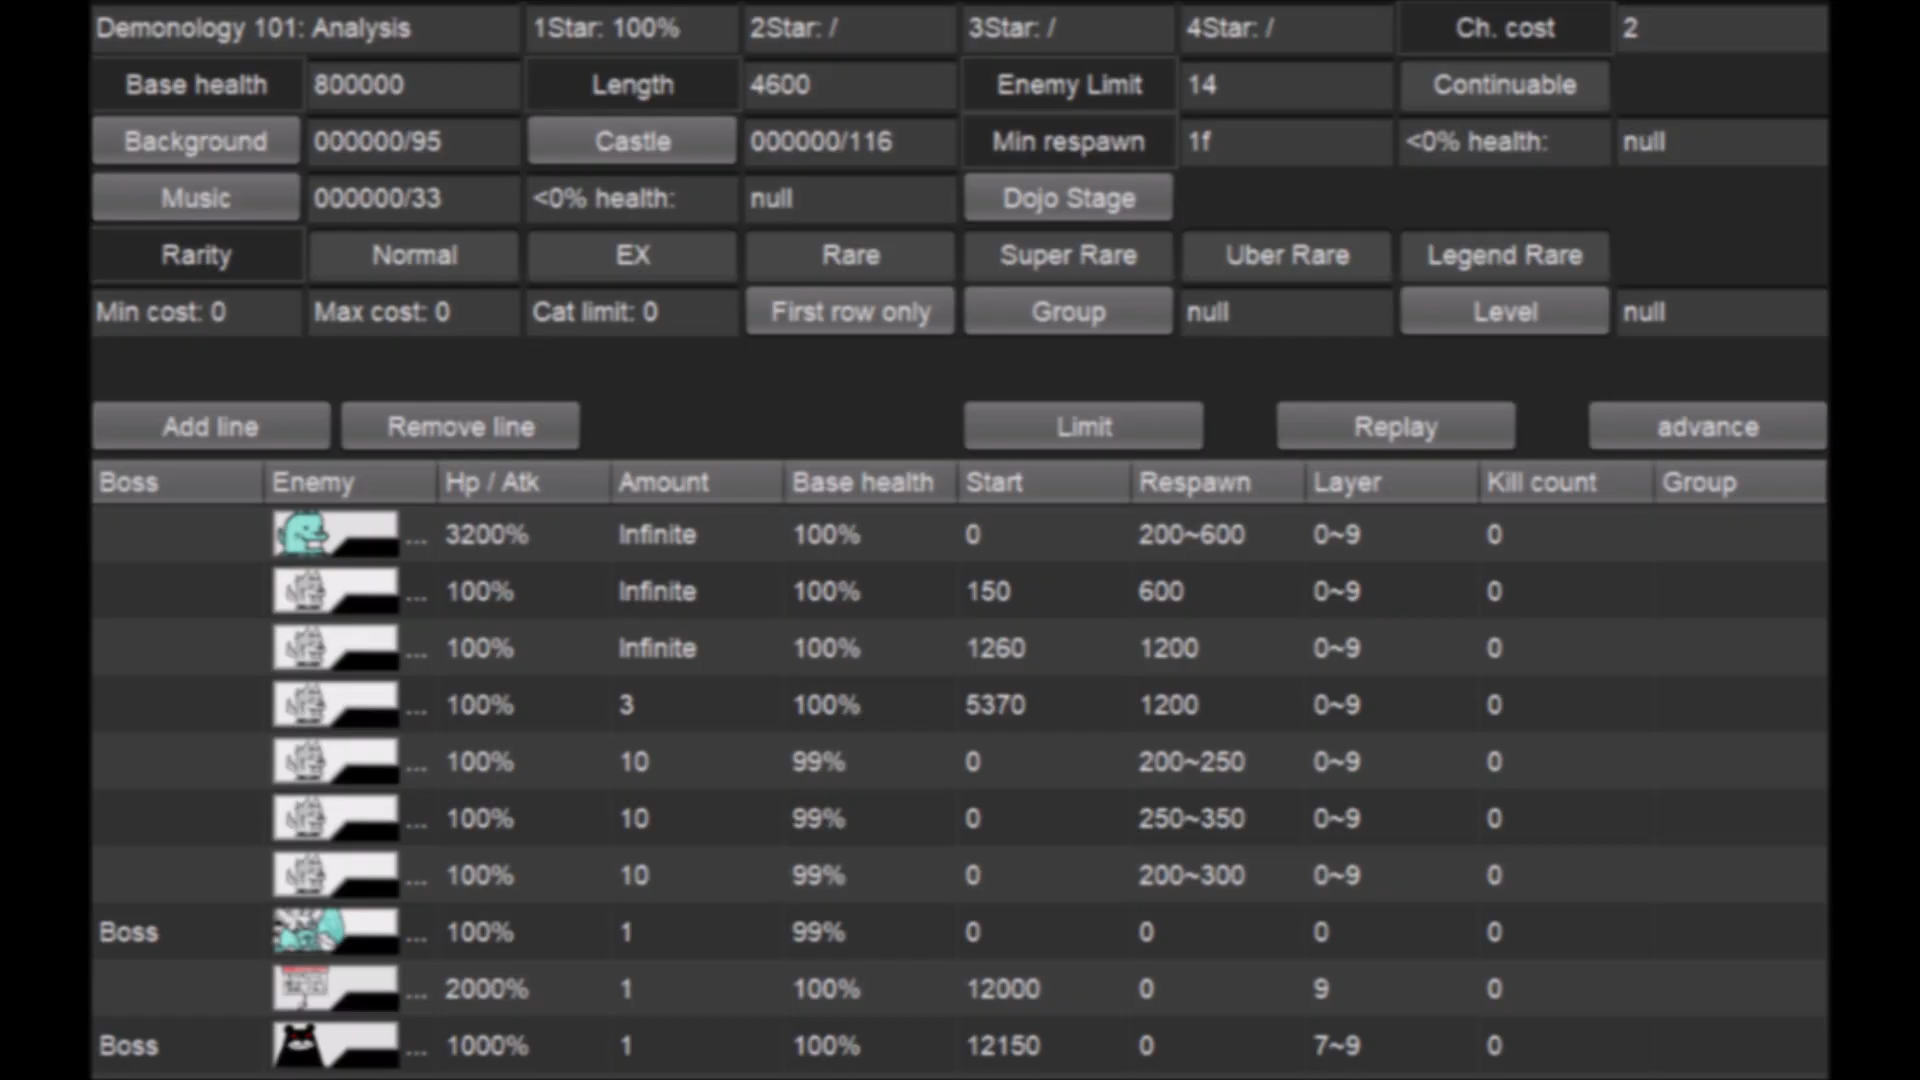 Demonology 101: Analysis 1Star: 100% 2Star: / 3Star: / 4Star: / Ch. cost 2
Base health 800000 Length 4600 Enemy Limit 14 Continuable
Background 000000/95 Castle 000000/116 Min respawn 1f <0% health: null
Music 000000/33 <0% health: null Dojo Stage
Rarity Normal EX Rare Super Rare Uber Rare Legend Rare
Min cost: 0 Max cost: 0 Cat limit: 0 First row only Group null Level null
Add line Remove line Limit Replay advance
Boss Enemy Hp / Atk Amount Base health Start Respawn Layer Kill count Group
... 3200% Infinite 100% 0 200~600 0~9 0
... 100% Infinite 100% 150 600 0~9 0
... 100% Infinite 100% 1260 1200 0~9 0
... 100% 3 100% 5370 1200 0~9 0
... 100% 10 99% 0 200~250 0~9 0
... 100% 10 99% 0 250~350 0~9 0
... 100% 10 99% 0 200~300 0~9 0
Boss ... 100% 1 99% 0 0 0 0
... 2000% 1 100% 12000 0 9 0
Boss ... 1000% 1 100% 12150 0 7~9 0